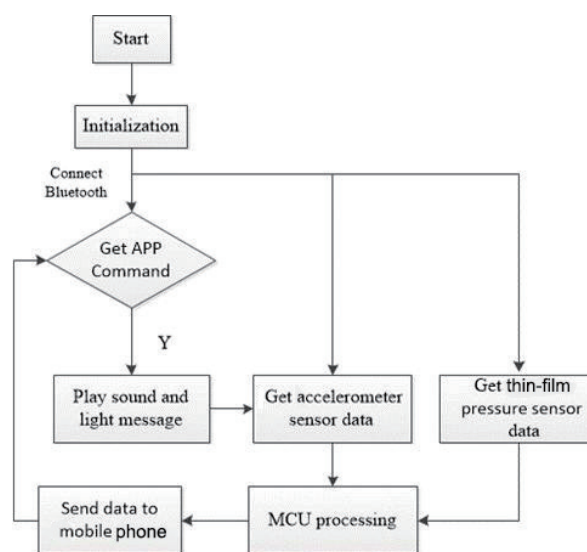 Start
Initialization
Connect
Bluetooth
Get APP
Command
Y
Play sound and
light message
Get accelerometer
sensor data
Get thin-film
pressure sensor
data
Send data to
mobile phone
MCU processing